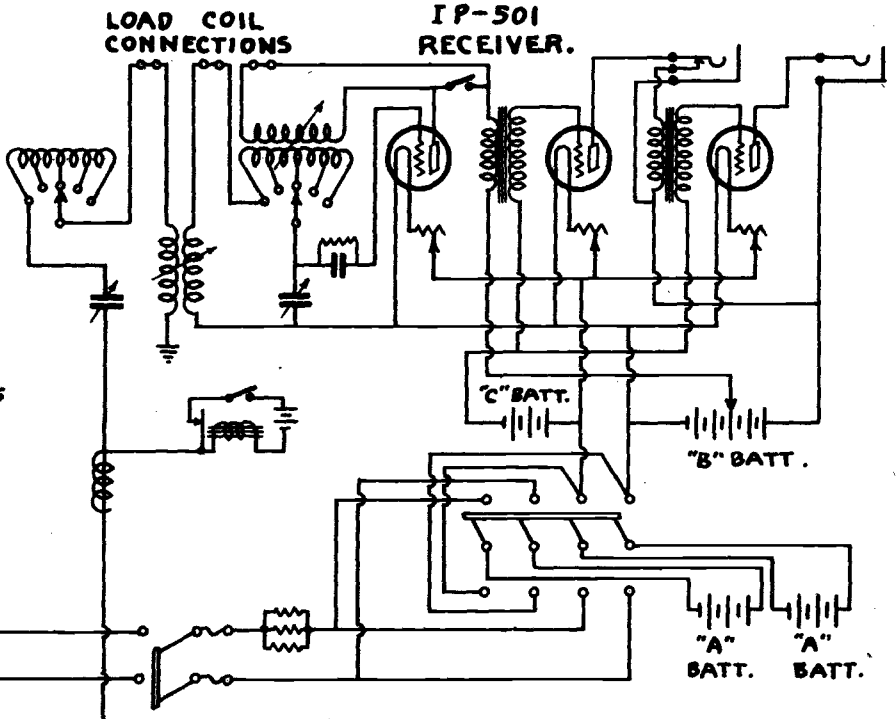 LOAD COIL
CONNECTIONS
IP-501
RECEIVER.
"C" BATT.
"B" BATT.
"A"
BATT.
"A"
BATT.